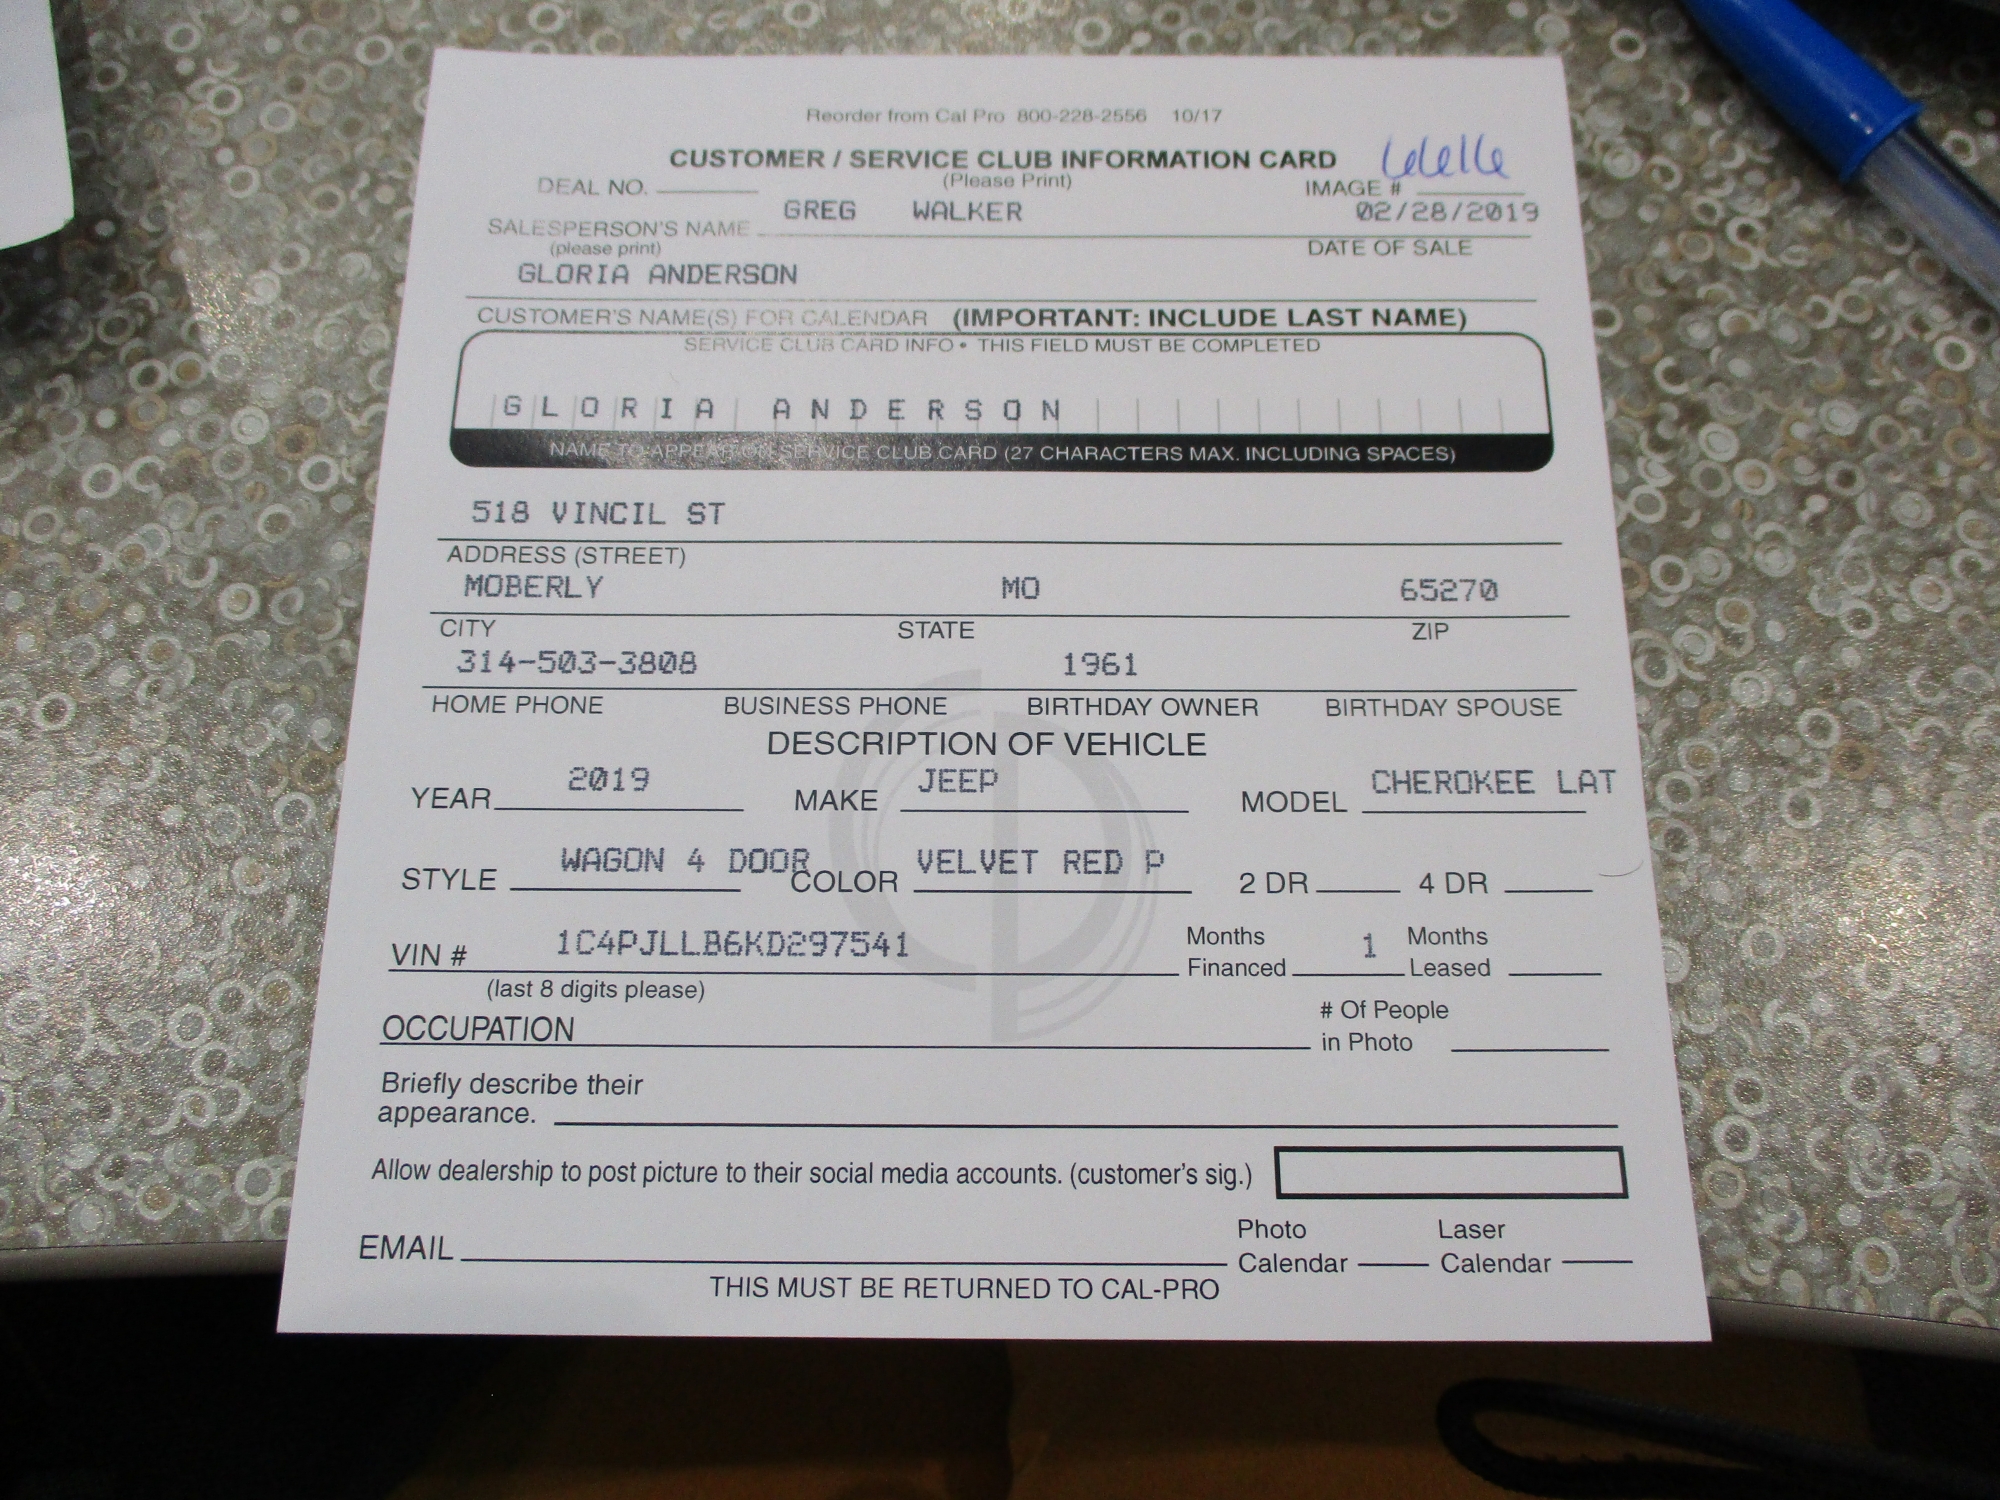 Reorder from Cal Pro 800-228-2556 10/17
CUSTOMER / SERVICE CLUB INFORMATION CARD
DEAL NO. (Please Print) IMAGE #
GREG WALKER 02/28/2019
SALESPERSON'S NAME
(please print) DATE OF SALE
GLORIA ANDERSON
CUSTOMER'S NAME(S) FOR CALENDAR (IMPORTANT: INCLUDE LAST NAME)
SERVICE CLUB CARD INFO • THIS FIELD MUST BE COMPLETED
GLORIA ANDERSON
NAME TO APPEAR ON SERVICE CLUB CARD (27 CHARACTERS MAX. INCLUDING SPACES)
518 VINCIL ST
ADDRESS (STREET)
MOBERLY MO 65270
CITY STATE ZIP
314-503-3808 1961
HOME PHONE BUSINESS PHONE BIRTHDAY OWNER BIRTHDAY SPOUSE
DESCRIPTION OF VEHICLE
YEAR 2019 MAKE JEEP MODEL CHEROKEE LAT
STYLE WAGON 4 DOOR COLOR VELVET RED P 2 DR 4 DR
VIN # 1C4PJLLB6KD297541 Months Financed 1 Months Leased
(last 8 digits please)
OCCUPATION # Of People in Photo
Briefly describe their
appearance.
Allow dealership to post picture to their social media accounts. (customer's sig.)
EMAIL Photo Calendar Laser Calendar
THIS MUST BE RETURNED TO CAL-PRO